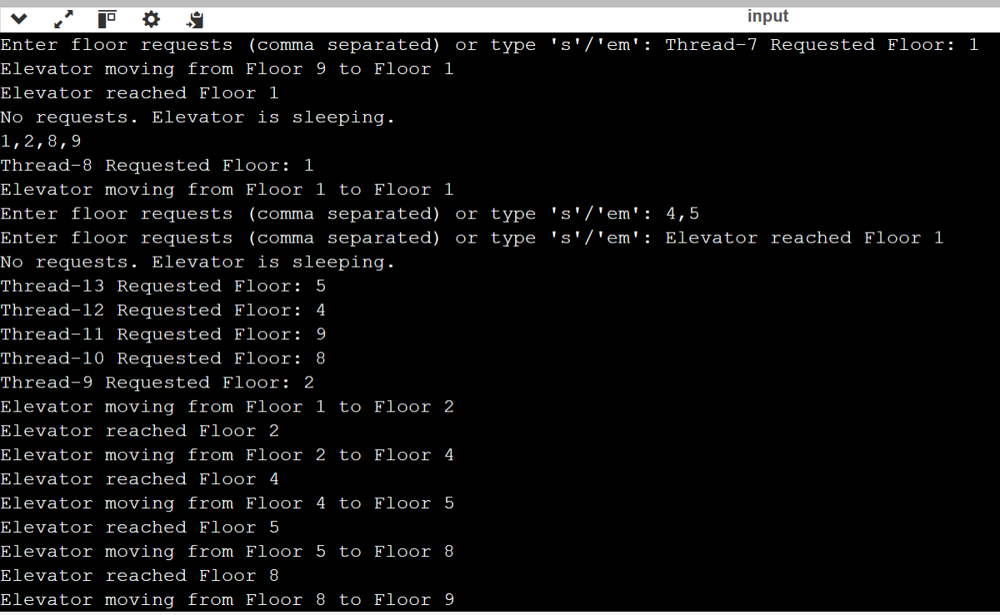 input
Enter floor requests (comma separated) or type 's'/'em': Thread-7 Requested Floor: 1
Elevator moving from Floor 9 to Floor 1
Elevator reached Floor 1
No requests. Elevator is sleeping.
1,2,8,9
Thread-8 Requested Floor: 1
Elevator moving from Floor 1 to Floor 1
Enter floor requests (comma separated) or type 's'/'em': 4,5
Enter floor requests (comma separated) or type 's'/'em': Elevator reached Floor 1
No requests. Elevator is sleeping.
Thread-13 Requested Floor: 5
Thread-12 Requested Floor: 4
Thread-11 Requested Floor: 9
Thread-10 Requested Floor: 8
Thread-9 Requested Floor: 2
Elevator moving from Floor 1 to Floor 2
Elevator reached Floor 2
Elevator moving from Floor 2 to Floor 4
Elevator reached Floor 4
Elevator moving from Floor 4 to Floor 5
Elevator reached Floor 5
Elevator moving from Floor 5 to Floor 8
Elevator reached Floor 8
Elevator moving from Floor 8 to Floor 9